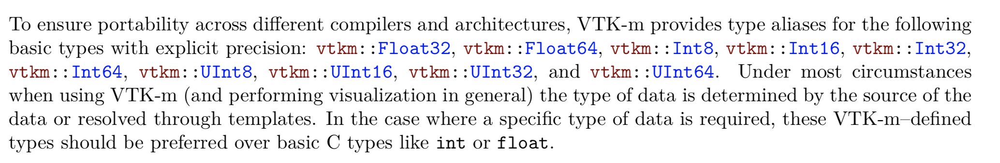 To ensure portability across different compilers and architectures, VTK-m provides type aliases for the following
basic types with explicit precision: vtkm::Float32, vtkm::Float64, vtkm::Int8, vtkm::Int16, vtkm::Int32,
vtkm::Int64, vtkm::UInt8, vtkm::UInt16, vtkm::UInt32, and vtkm::UInt64. Under most circumstances
when using VTK-m (and performing visualization in general) the type of data is determined by the source of the
data or resolved through templates. In the case where a specific type of data is required, these VTK-m–defined
types should be preferred over basic C types like int or float.